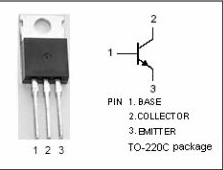 2
1
3
PIN 1. BASE
2.COLLECTOR
3.EMITTER
1 2 3
TO-220C package